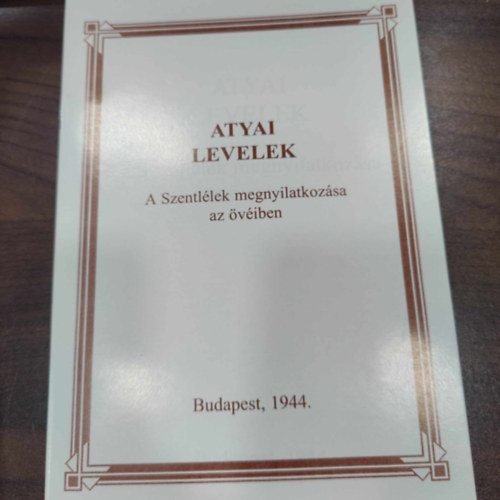 ATYAI
LEVELEK
A Szentlélek megnyilatkozása
az övéiben
Budapest, 1944.